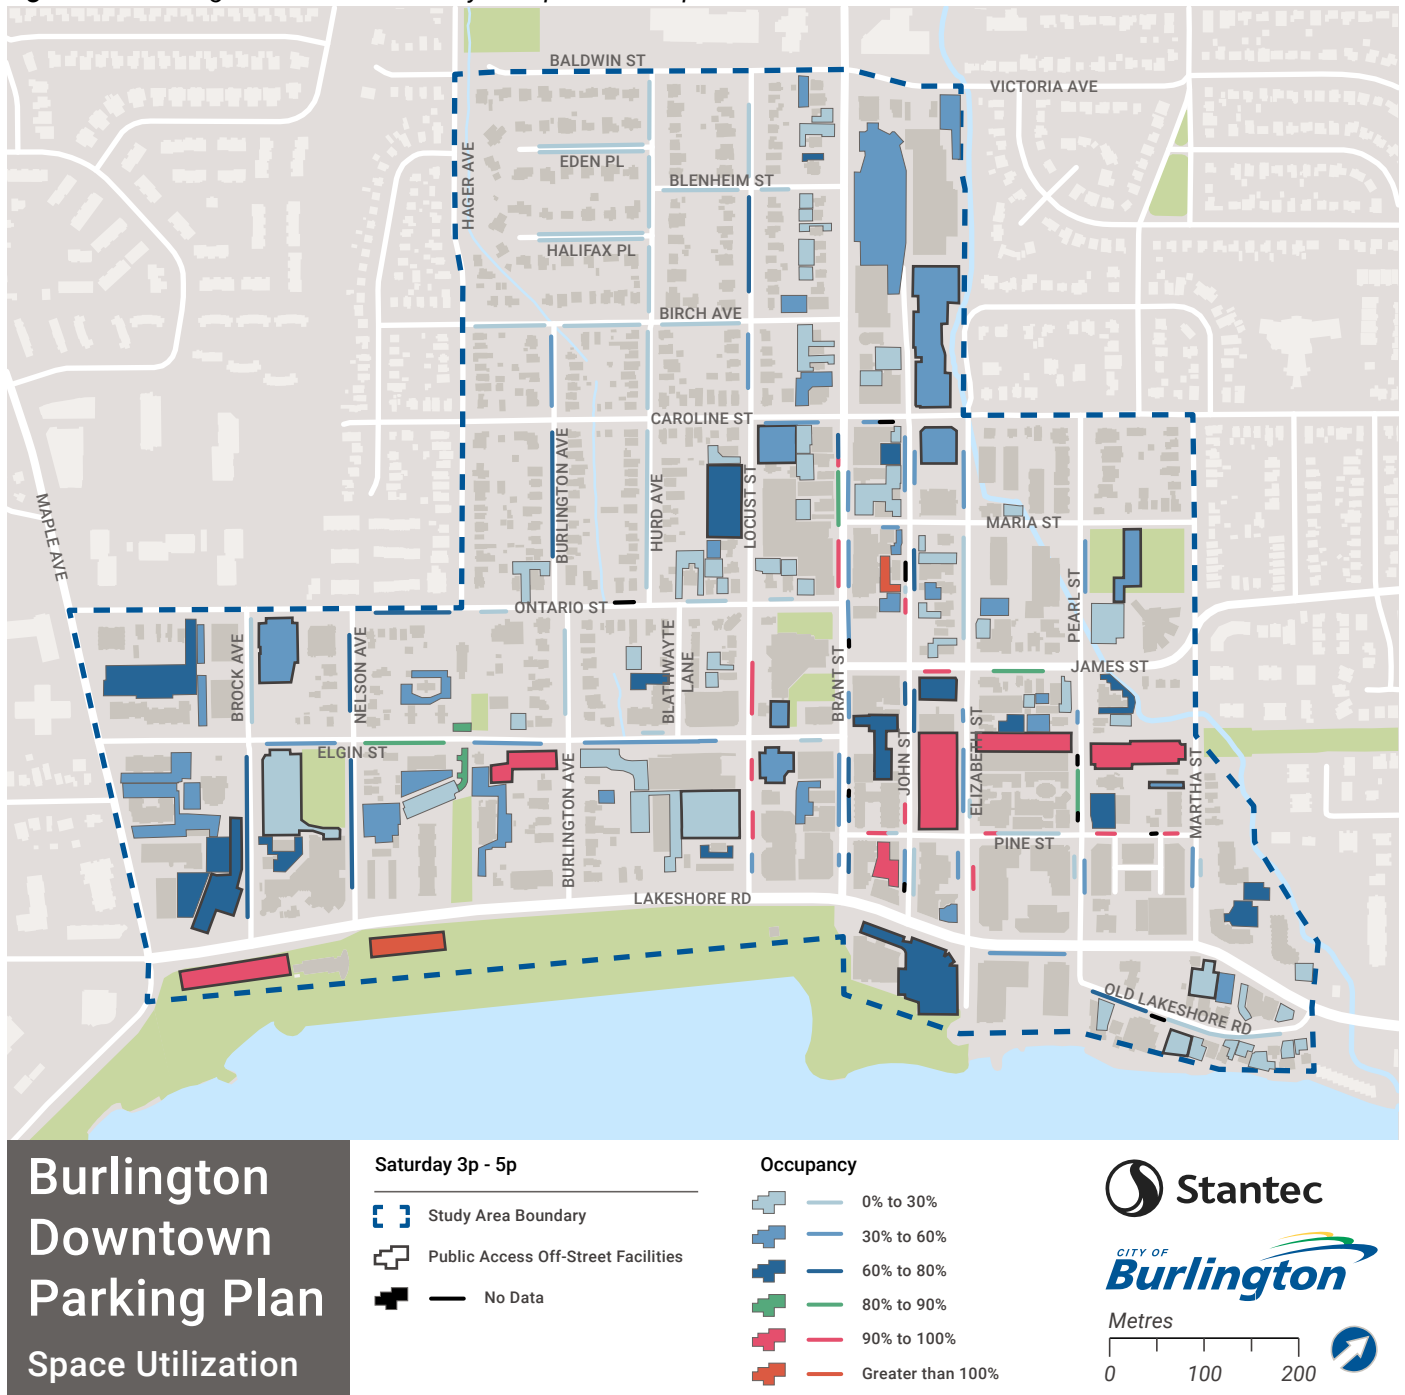 BALDWIN ST
VICTORIA AVE
HAGER AVE
EDEN PL
BLENHEIM ST
HALIFAX PL
BIRCH AVE
CAROLINE ST
BURLINGTON AVE
HURD AVE
LOCUST ST
MAPLE AVE
MARIA ST
PEARL ST
ONTARIO ST
BROCK AVE
NELSON AVE
BLATHWAYTE
LANE
BRANT ST
JAMES ST
ELGIN ST
JOHN ST
ELIZABETH ST
MARTHA ST
BURLINGTON AVE
PINE ST
LAKESHORE RD
OLD LAKESHORE RD
Burlington
Downtown
Parking Plan
Space Utilization
Saturday 3p - 5p
Study Area Boundary
Public Access Off-Street Facilities
No Data
Occupancy
0% to 30%
30% to 60%
60% to 80%
80% to 90%
90% to 100%
Greater than 100%
Stantec
CITY OF
Burlington
Metres
0 100 200